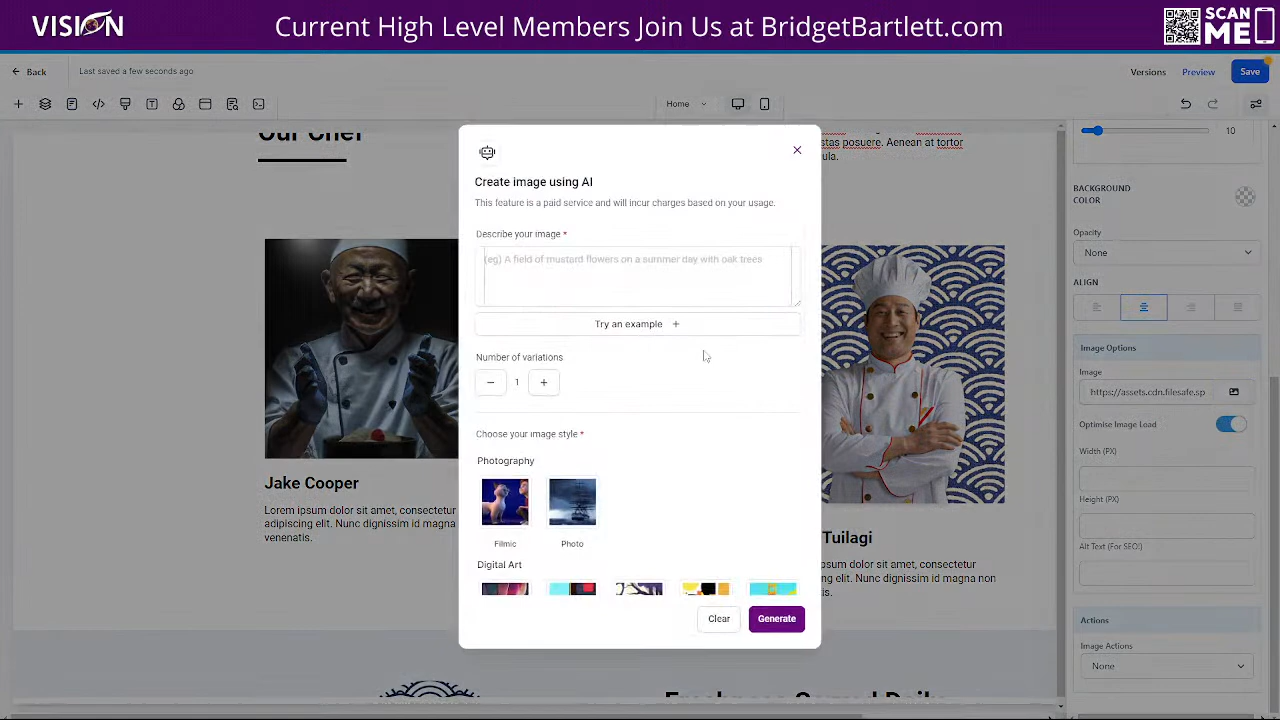 VISION
Current High Level Members Join Us at BridgetBartlett.com
SCAN
ME
Back
Last saved a few seconds ago
Versions
Preview
Save
Home
Our Chef
stas posuere. Aenean at tortor
ula.
10
BACKGROUND
COLOR
Opacity
None
ALIGN
Image Options
Image
https://assets.cdn.filesafe.sp
Optimise Image Load
Width (PX)
Height (PX)
Alt Text (For SEO)
Actions
Image Actions
None
Create image using AI
This feature is a paid service and will incur charges based on your usage.
Describe your image *
(eg) A field of mustard flowers on a summer day with oak trees
Try an example +
Number of variations
− 1 +
Choose your image style *
Photography
Filmic
Photo
Digital Art
Clear
Generate
Jake Cooper
Lorem ipsum dolor sit amet, consectetur
adipiscing elit. Nunc dignissim id magna
venenatis.
Tuilagi
sum dolor sit amet, consectetur
g elit. Nunc dignissim id magna
is.